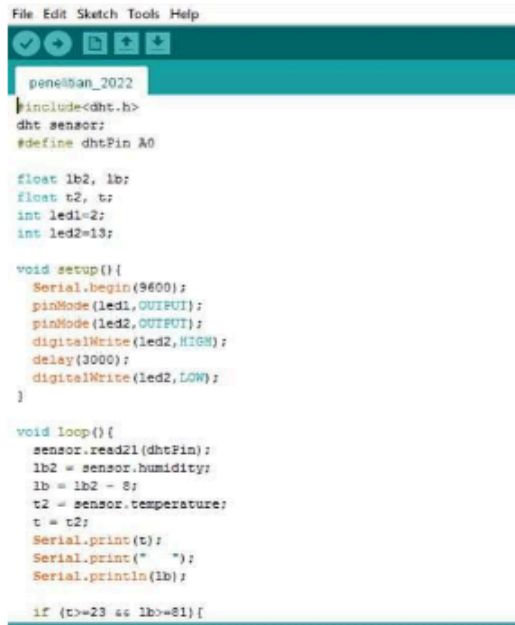 File Edit Sketch Tools Help
penelitian_2022
#include<dht.h>
dht sensor;
#define dhtPin A0
float lb2, lb;
float t2, t;
int led1=2;
int led2=13;
void setup(){
Serial.begin(9600);
pinMode(led1,OUTPUT);
pinMode(led2,OUTPUT);
digitalWrite(led2,HIGH);
delay(3000);
digitalWrite(led2,LOW);
}
void loop(){
sensor.read21(dhtPin);
lb2 = sensor.humidity;
lb = lb2 - 8;
t2 = sensor.temperature;
t = t2;
Serial.print(t);
Serial.print("   ");
Serial.println(lb);
if (t>=23 && lb>=81){